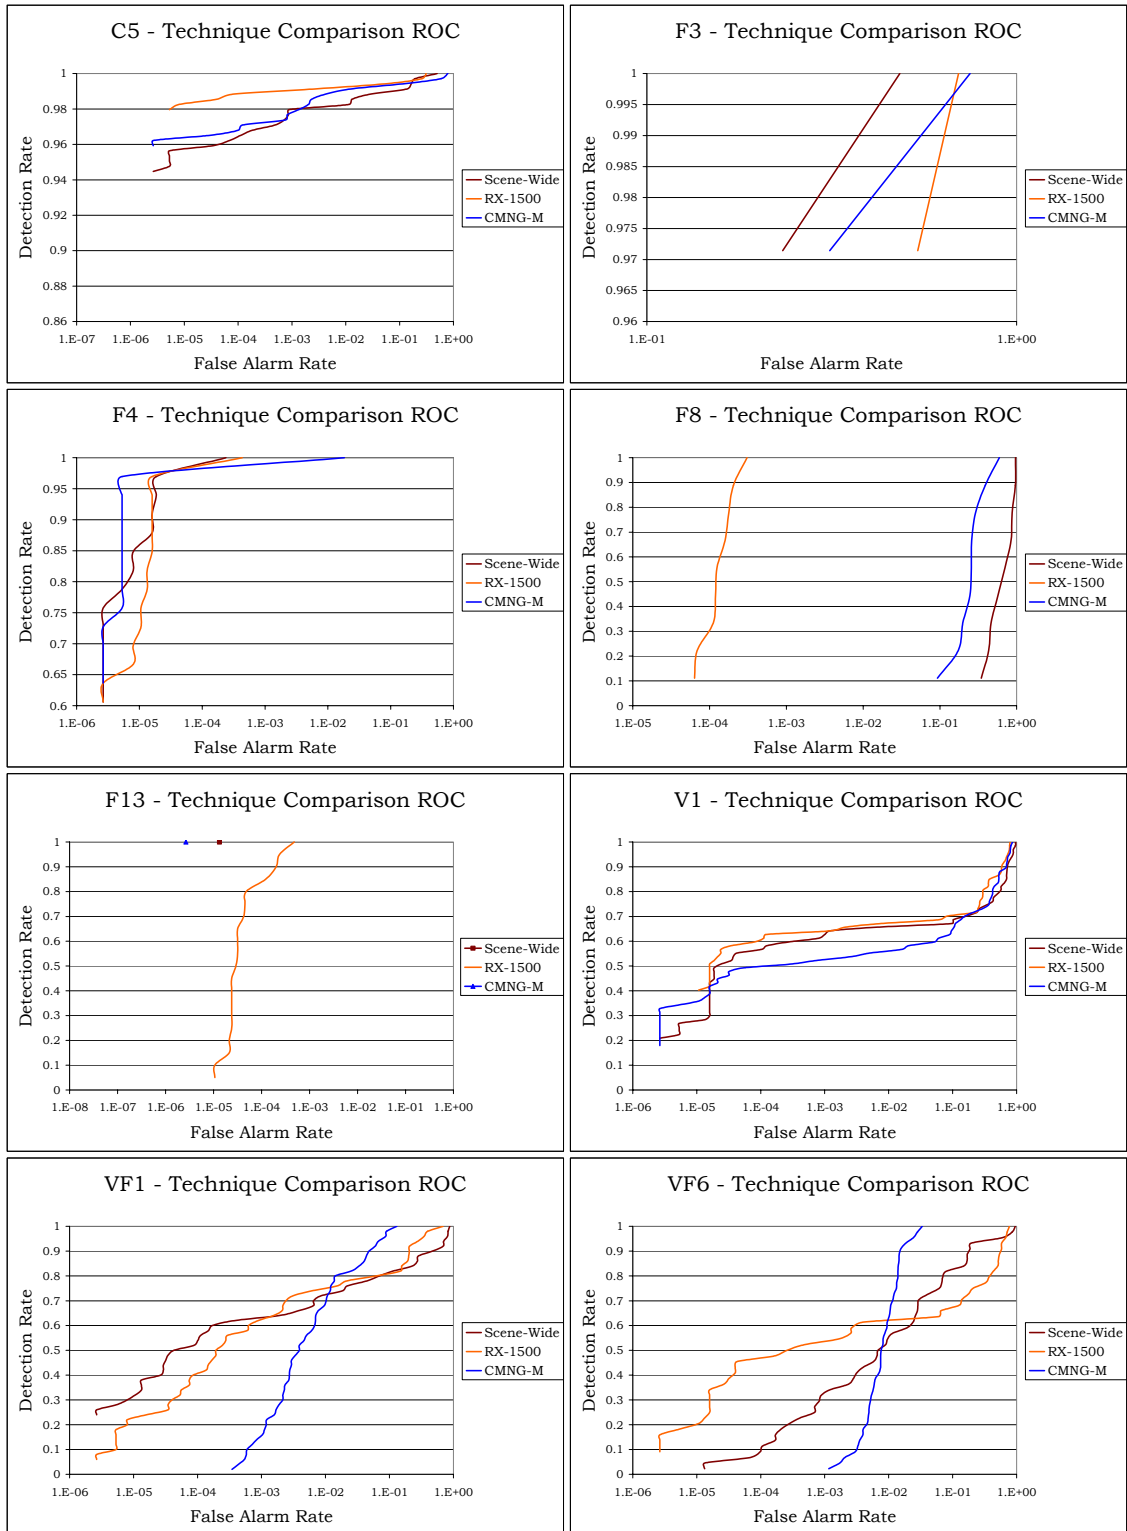 C5 - Technique Comparison ROC
1
0.98
0.96
0.94
0.92
0.9
0.88
0.86
Detection Rate
1.E-07 1.E-06 1.E-05 1.E-04 1.E-03 1.E-02 1.E-01 1.E+00
False Alarm Rate
Scene-Wide
RX-1500
CMNG-M
F3 - Technique Comparison ROC
1
0.995
0.99
0.985
0.98
0.975
0.97
0.965
0.96
Detection Rate
1.E-01 1.E+00
False Alarm Rate
Scene-Wide
RX-1500
CMNG-M
F4 - Technique Comparison ROC
1
0.95
0.9
0.85
0.8
0.75
0.7
0.65
0.6
Detection Rate
1.E-06 1.E-05 1.E-04 1.E-03 1.E-02 1.E-01 1.E+00
False Alarm Rate
Scene-Wide
RX-1500
CMNG-M
F8 - Technique Comparison ROC
1
0.9
0.8
0.7
0.6
0.5
0.4
0.3
0.2
0.1
0
Detection Rate
1.E-05 1.E-04 1.E-03 1.E-02 1.E-01 1.E+00
False Alarm Rate
Scene-Wide
RX-1500
CMNG-M
F13 - Technique Comparison ROC
1
0.9
0.8
0.7
0.6
0.5
0.4
0.3
0.2
0.1
0
Detection Rate
1.E-08 1.E-07 1.E-06 1.E-05 1.E-04 1.E-03 1.E-02 1.E-01 1.E+00
False Alarm Rate
Scene-Wide
RX-1500
CMNG-M
V1 - Technique Comparison ROC
1
0.9
0.8
0.7
0.6
0.5
0.4
0.3
0.2
0.1
0
Detection Rate
1.E-06 1.E-05 1.E-04 1.E-03 1.E-02 1.E-01 1.E+00
False Alarm Rate
Scene-Wide
RX-1500
CMNG-M
VF1 - Technique Comparison ROC
1
0.9
0.8
0.7
0.6
0.5
0.4
0.3
0.2
0.1
0
Detection Rate
1.E-06 1.E-05 1.E-04 1.E-03 1.E-02 1.E-01 1.E+00
False Alarm Rate
Scene-Wide
RX-1500
CMNG-M
VF6 - Technique Comparison ROC
1
0.9
0.8
0.7
0.6
0.5
0.4
0.3
0.2
0.1
0
Detection Rate
1.E-06 1.E-05 1.E-04 1.E-03 1.E-02 1.E-01 1.E+00
False Alarm Rate
Scene-Wide
RX-1500
CMNG-M